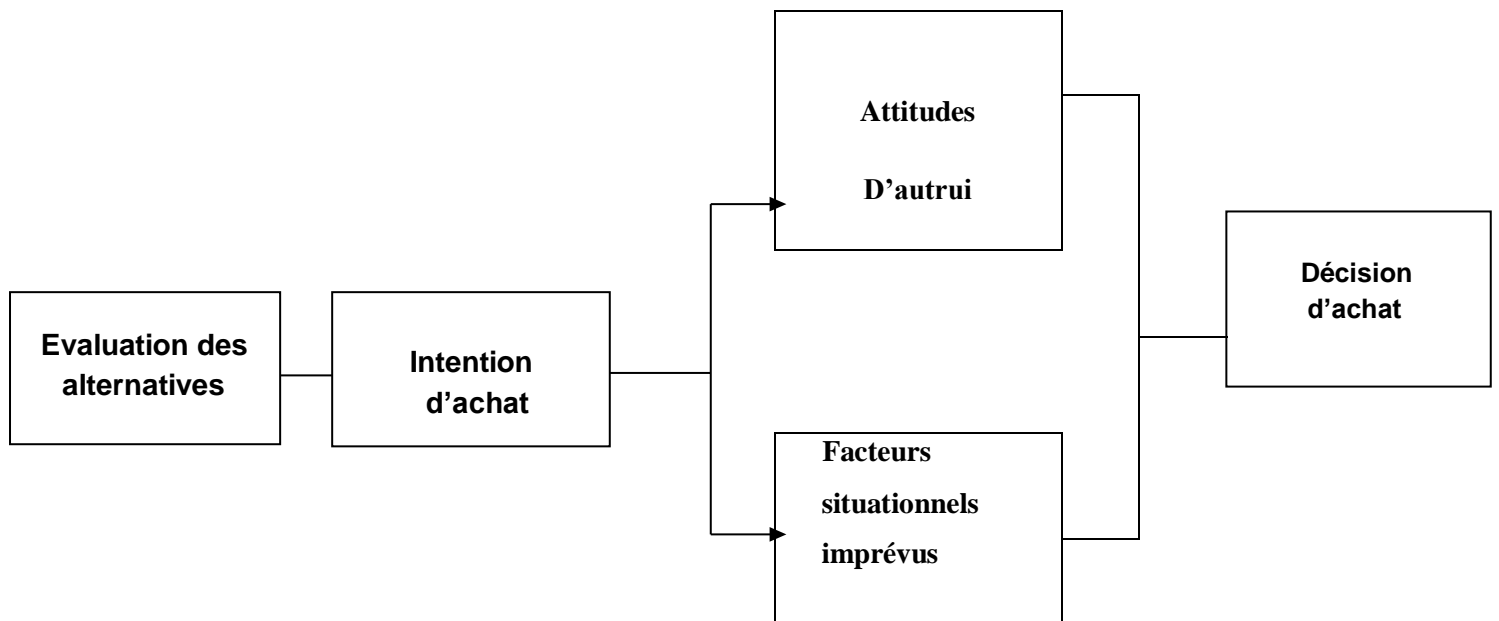 Evaluation des
alternatives
Intention
d’achat
Attitudes
D’autrui
Facteurs
situationnels
imprévus
Décision
d’achat